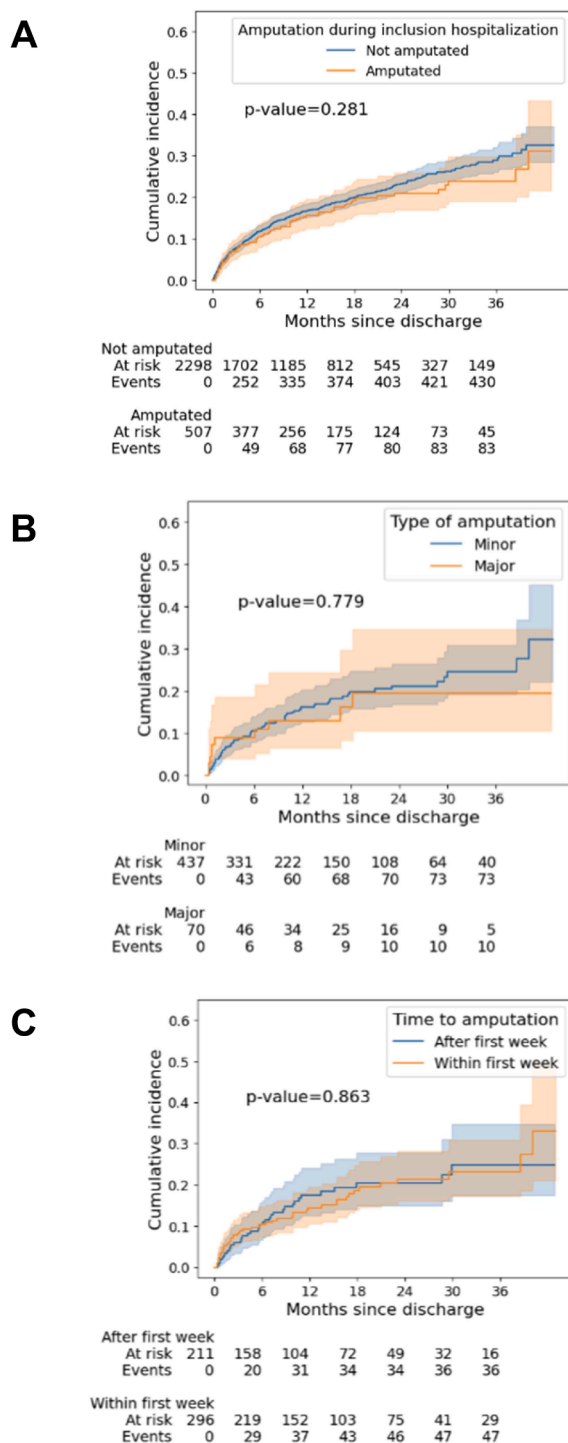 A
Amputation during inclusion hospitalization
Not amputated
Amputated
p-value=0.281
Cumulative incidence
0.6
0.5
0.4
0.3
0.2
0.1
0.0
0 6 12 18 24 30 36
Months since discharge
Not amputated
At risk 2298 1702 1185 812 545 327 149
Events 0 252 335 374 403 421 430
Amputated
At risk 507 377 256 175 124 73 45
Events 0 49 68 77 80 83 83
B
Type of amputation
Minor
Major
p-value=0.779
Cumulative incidence
0.6
0.5
0.4
0.3
0.2
0.1
0.0
0 6 12 18 24 30 36
Months since discharge
Minor
At risk 437 331 222 150 108 64 40
Events 0 43 60 68 70 73 73
Major
At risk 70 46 34 25 16 9 5
Events 0 6 8 9 10 10 10
C
Time to amputation
After first week
Within first week
p-value=0.863
Cumulative incidence
0.6
0.5
0.4
0.3
0.2
0.1
0.0
0 6 12 18 24 30 36
Months since discharge
After first week
At risk 211 158 104 72 49 32 16
Events 0 20 31 34 34 36 36
Within first week
At risk 296 219 152 103 75 41 29
Events 0 29 37 43 46 47 47